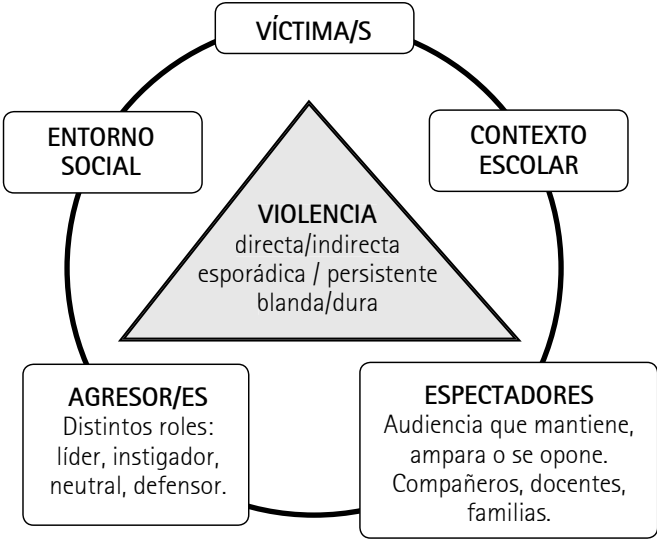 VÍCTIMA/S
ENTORNO
SOCIAL
CONTEXTO
ESCOLAR
VIOLENCIA
directa/indirecta
esporádica / persistente
blanda/dura
AGRESOR/ES
Distintos roles:
líder, instigador,
neutral, defensor.
ESPECTADORES
Audiencia que mantiene,
ampara o se opone.
Compañeros, docentes,
familias.